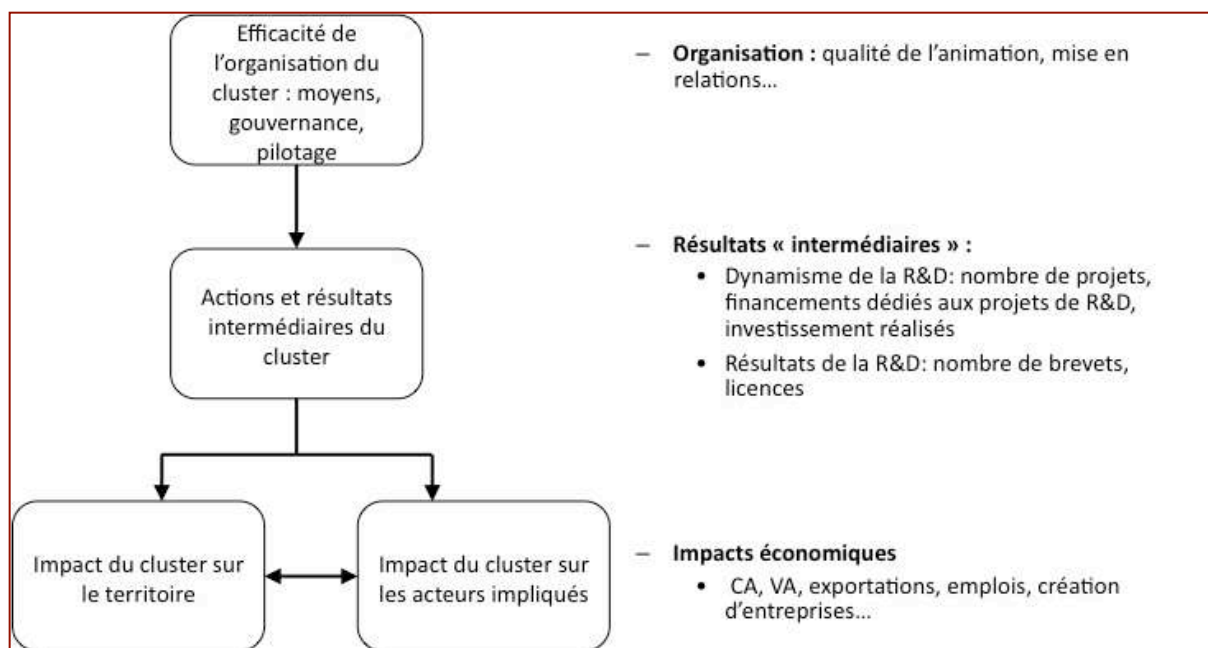 Efficacité de
l'organisation du
cluster : moyens,
gouvernance,
pilotage
– Organisation : qualité de l'animation, mise en
relations…
Actions et résultats
intermédiaires du
cluster
– Résultats « intermédiaires » :
• Dynamisme de la R&D: nombre de projets,
financements dédiés aux projets de R&D,
investissement réalisés
• Résultats de la R&D: nombre de brevets,
licences
Impact du cluster sur
le territoire
Impact du cluster sur
les acteurs impliqués
– Impacts économiques
• CA, VA, exportations, emplois, création
d'entreprises…